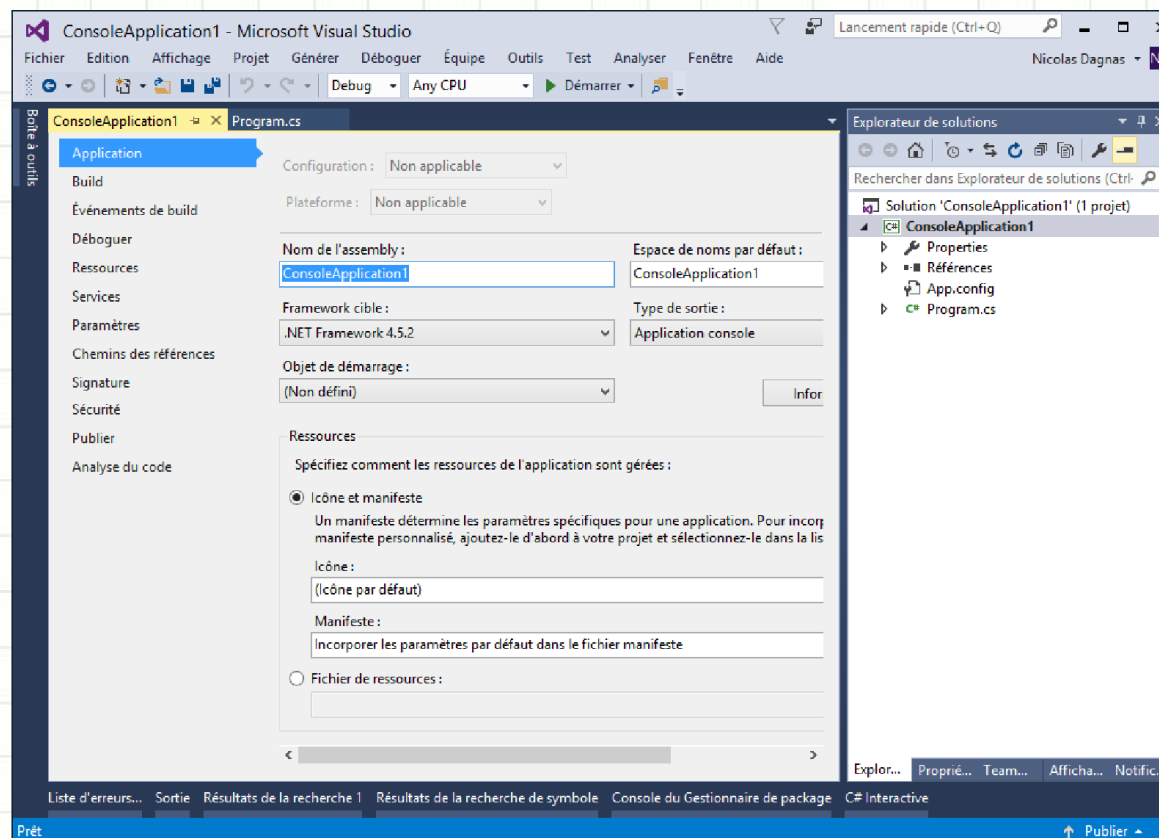 ConsoleApplication1 - Microsoft Visual Studio
Lancement rapide (Ctrl+Q)
Fichier Edition Affichage Projet Générer Déboguer Équipe Outils Test Analyser Fenêtre Aide
Nicolas Dagnas
Debug Any CPU Démarrer
Boîte à outils
ConsoleApplication1 Program.cs
Application
Build
Événements de build
Déboguer
Ressources
Services
Paramètres
Chemins des références
Signature
Sécurité
Publier
Analyse du code
Configuration : Non applicable
Plateforme : Non applicable
Nom de l'assembly : Espace de noms par défaut :
ConsoleApplication1 ConsoleApplication1
Framework cible : Type de sortie :
.NET Framework 4.5.2 Application console
Objet de démarrage :
(Non défini) Infor
Ressources
Spécifiez comment les ressources de l'application sont gérées :
Icône et manifeste
Un manifeste détermine les paramètres spécifiques pour une application. Pour incorp
manifeste personnalisé, ajoutez-le d'abord à votre projet et sélectionnez-le dans la lis
Icône :
(Icône par défaut)
Manifeste :
Incorporer les paramètres par défaut dans le fichier manifeste
Fichier de ressources :
Explorateur de solutions
Rechercher dans Explorateur de solutions (Ctrl-
Solution 'ConsoleApplication1' (1 projet)
C# ConsoleApplication1
Properties
Références
App.config
C# Program.cs
Explor... Proprié... Team... Afficha... Notific...
Liste d'erreurs... Sortie Résultats de la recherche 1 Résultats de la recherche de symbole Console du Gestionnaire de package C# Interactive
Prêt Publier